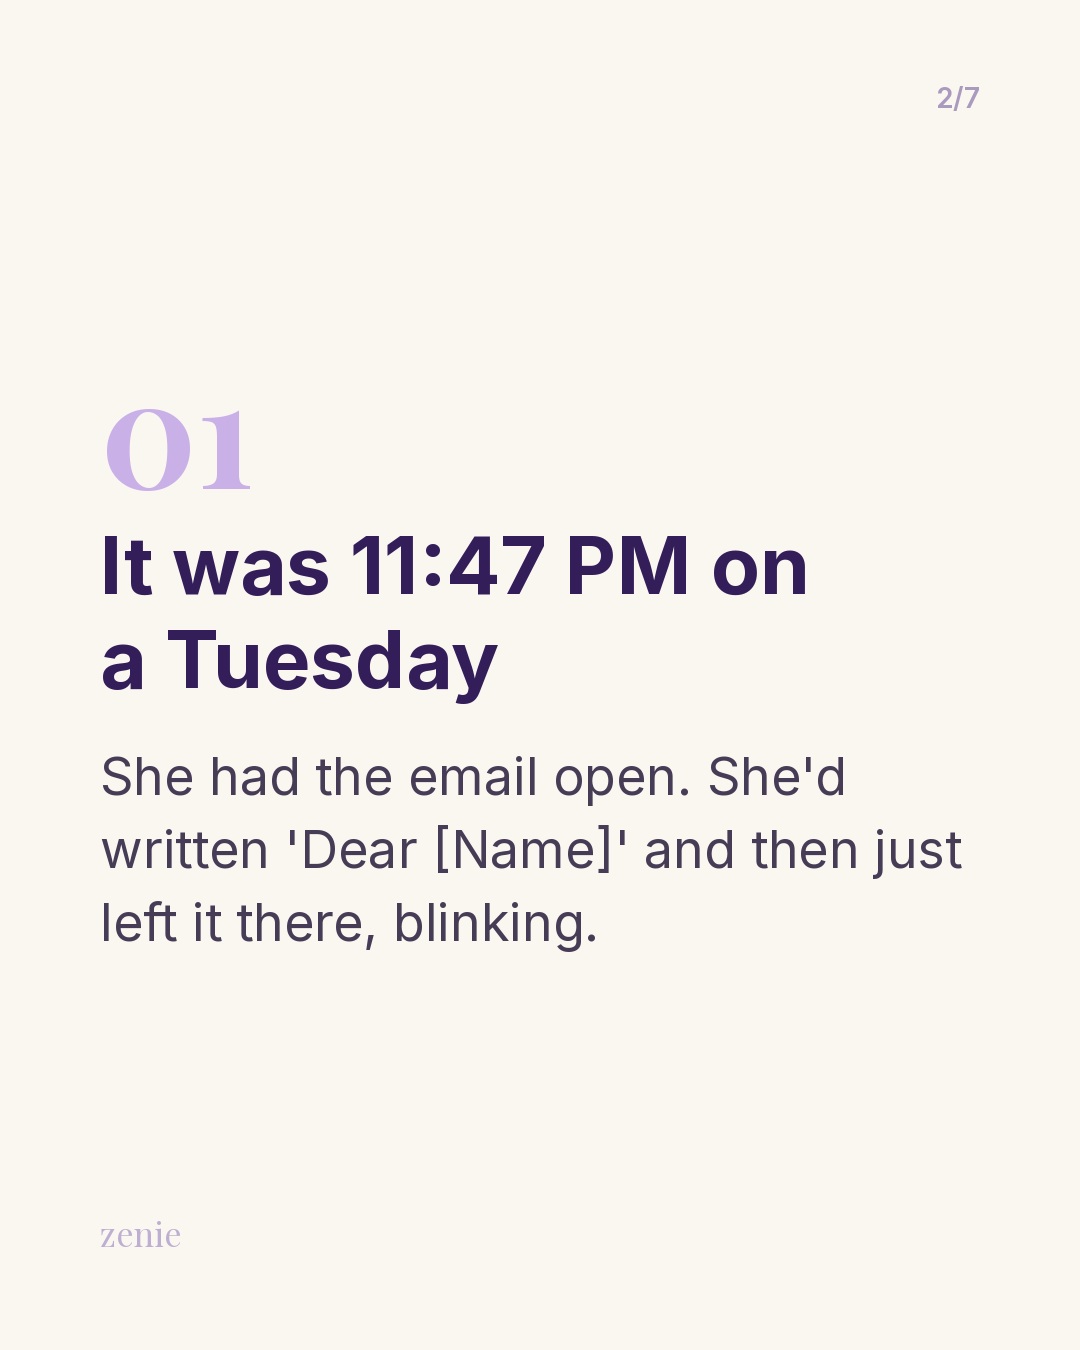 2/7
01
It was 11:47 PM on
a Tuesday
She had the email open. She'd
written 'Dear [Name]' and then just
left it there, blinking.
zenie